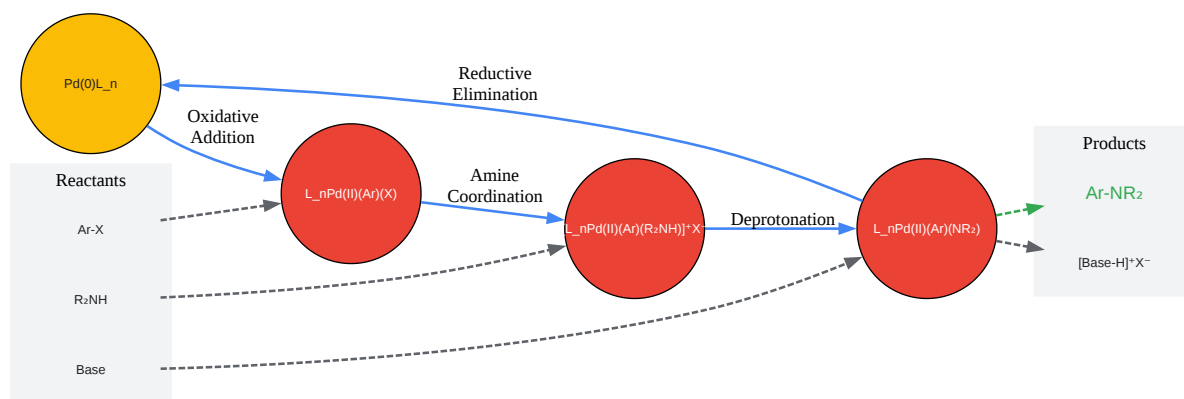 Pd(0)L_n
Reductive
Elimination
Oxidative
Addition
Reactants
Ar-X
R₂NH
Base
L_nPd(II)(Ar)(X)
Amine
Coordination
L_nPd(II)(Ar)(R₂NH)]⁺X
Deprotonation
L_nPd(II)(Ar)(NR₂)
Products
Ar-NR₂
[Base-H]⁺X⁻